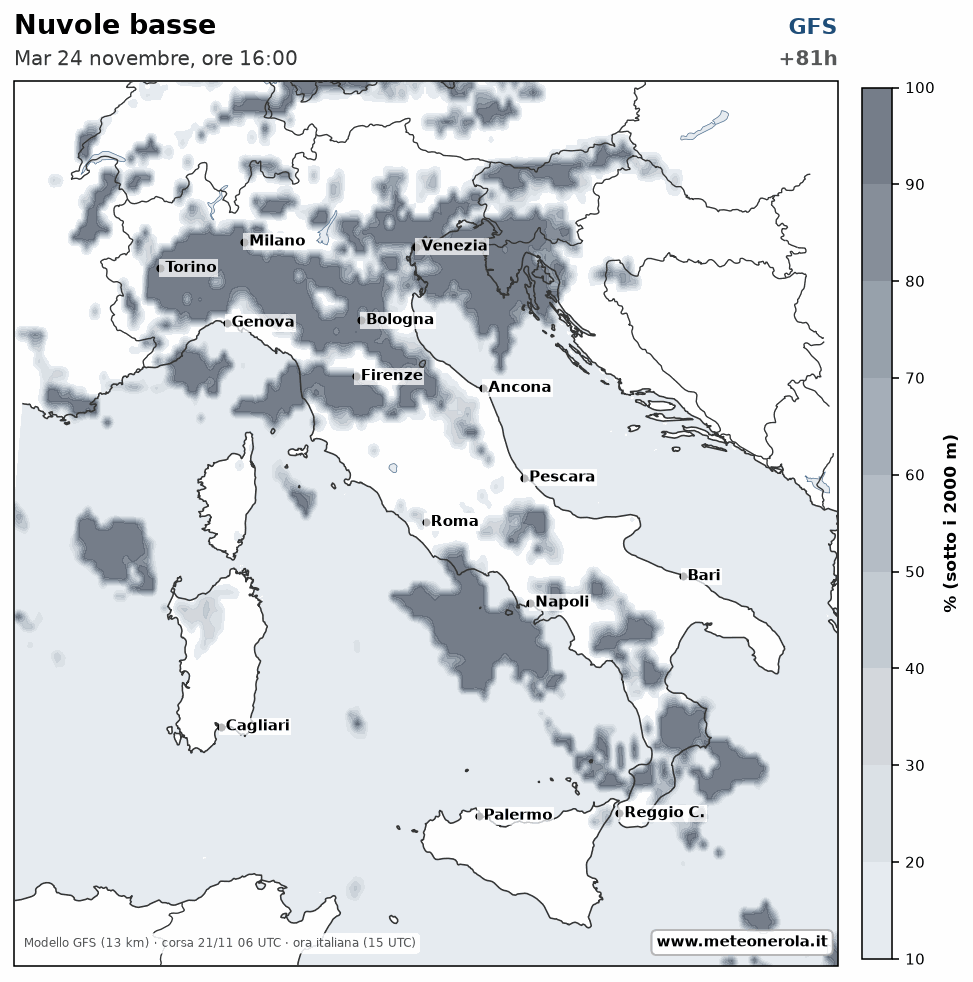 Nuvole basse
GFS
Mar 24 novembre, ore 16:00
+81h
Milano
Venezia
Torino
Genova
Bologna
Firenze
Ancona
Pescara
Roma
Bari
Napoli
Cagliari
Palermo
Reggio C.
100
90
80
70
60
50
40
30
20
10
% (sotto i 2000 m)
Modello GFS (13 km) · corsa 21/11 06 UTC · ora italiana (15 UTC)
www.meteonerola.it